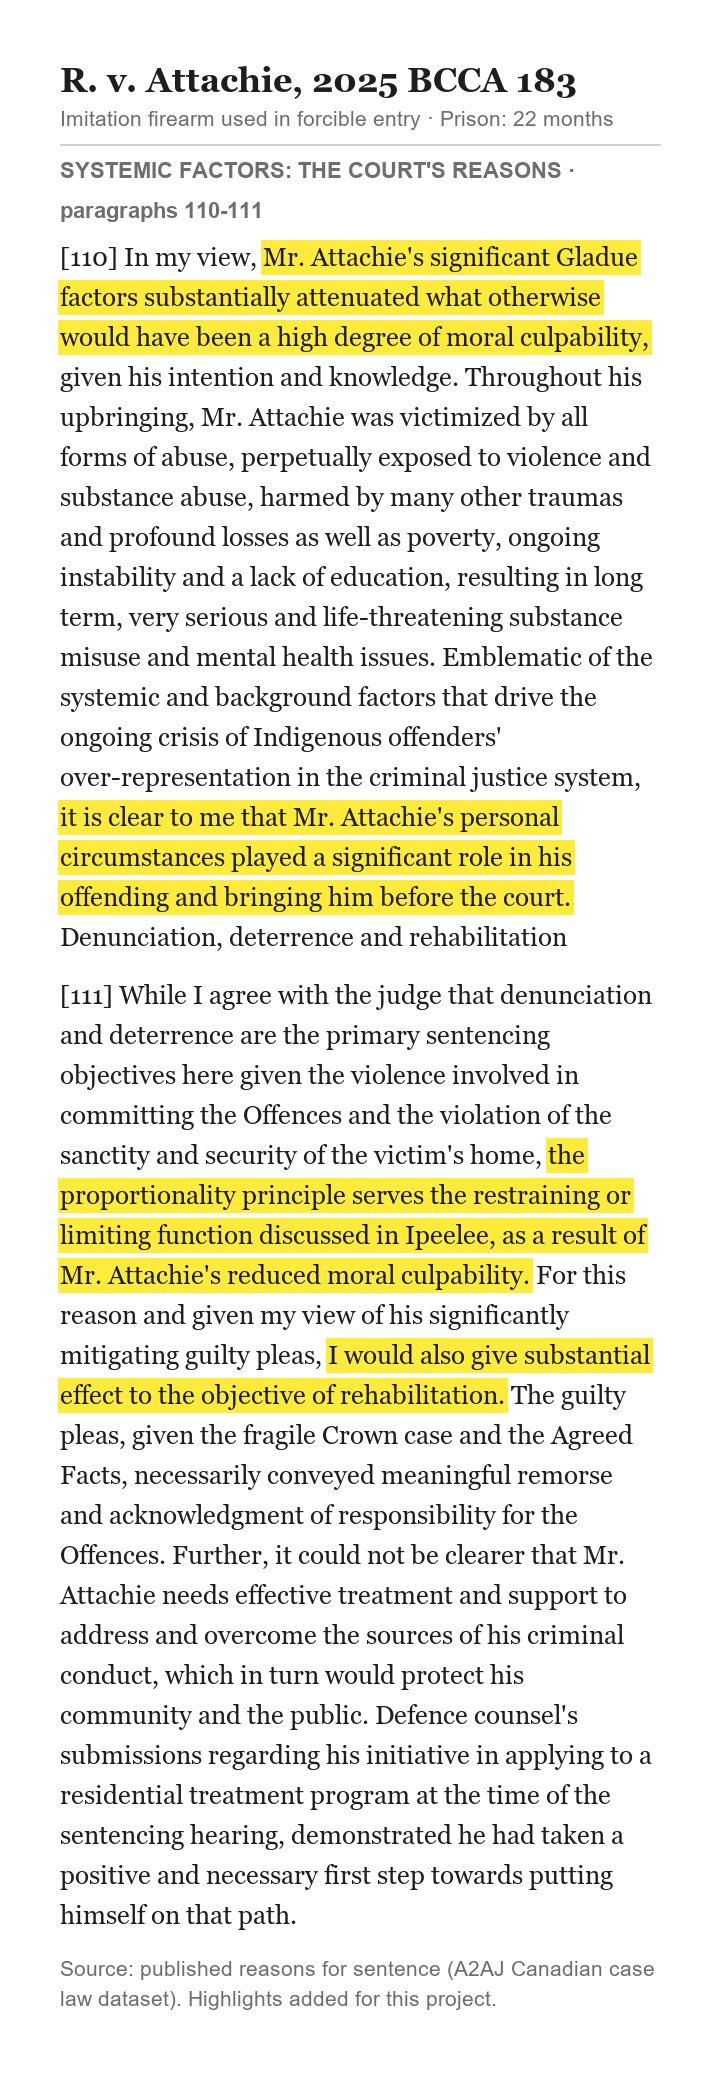 R. v. Attachie, 2025 BCCA 183
Imitation firearm used in forcible entry · Prison: 22 months
SYSTEMIC FACTORS: THE COURT'S REASONS ·
paragraphs 110-111
[110] In my view, Mr. Attachie's significant Gladue
factors substantially attenuated what otherwise
would have been a high degree of moral culpability,
given his intention and knowledge. Throughout his
upbringing, Mr. Attachie was victimized by all
forms of abuse, perpetually exposed to violence and
substance abuse, harmed by many other traumas
and profound losses as well as poverty, ongoing
instability and a lack of education, resulting in long
term, very serious and life-threatening substance
misuse and mental health issues. Emblematic of the
systemic and background factors that drive the
ongoing crisis of Indigenous offenders'
over-representation in the criminal justice system,
it is clear to me that Mr. Attachie's personal
circumstances played a significant role in his
offending and bringing him before the court.
Denunciation, deterrence and rehabilitation
[111] While I agree with the judge that denunciation
and deterrence are the primary sentencing
objectives here given the violence involved in
committing the Offences and the violation of the
sanctity and security of the victim's home, the
proportionality principle serves the restraining or
limiting function discussed in Ipeelee, as a result of
Mr. Attachie's reduced moral culpability. For this
reason and given my view of his significantly
mitigating guilty pleas, I would also give substantial
effect to the objective of rehabilitation. The guilty
pleas, given the fragile Crown case and the Agreed
Facts, necessarily conveyed meaningful remorse
and acknowledgment of responsibility for the
Offences. Further, it could not be clearer that Mr.
Attachie needs effective treatment and support to
address and overcome the sources of his criminal
conduct, which in turn would protect his
community and the public. Defence counsel's
submissions regarding his initiative in applying to a
residential treatment program at the time of the
sentencing hearing, demonstrated he had taken a
positive and necessary first step towards putting
himself on that path.
Source: published reasons for sentence (A2AJ Canadian case
law dataset). Highlights added for this project.